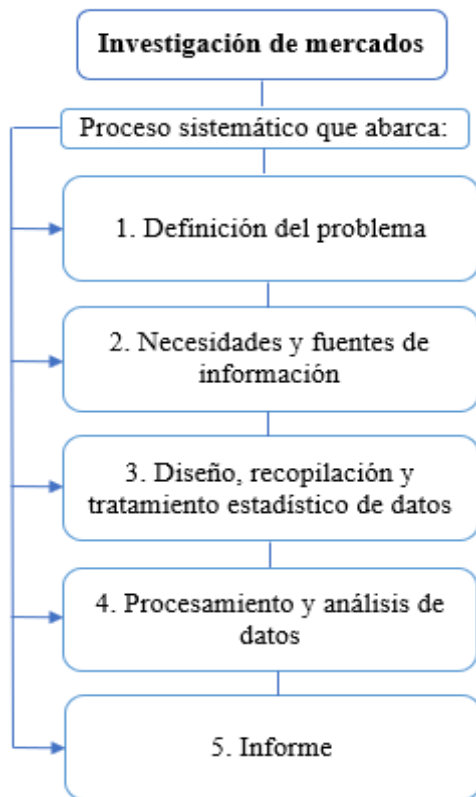 Investigación de mercados
Proceso sistemático que abarca:
1. Definición del problema
2. Necesidades y fuentes de
información
3. Diseño, recopilación y
tratamiento estadístico de datos
4. Procesamiento y análisis de
datos
5. Informe